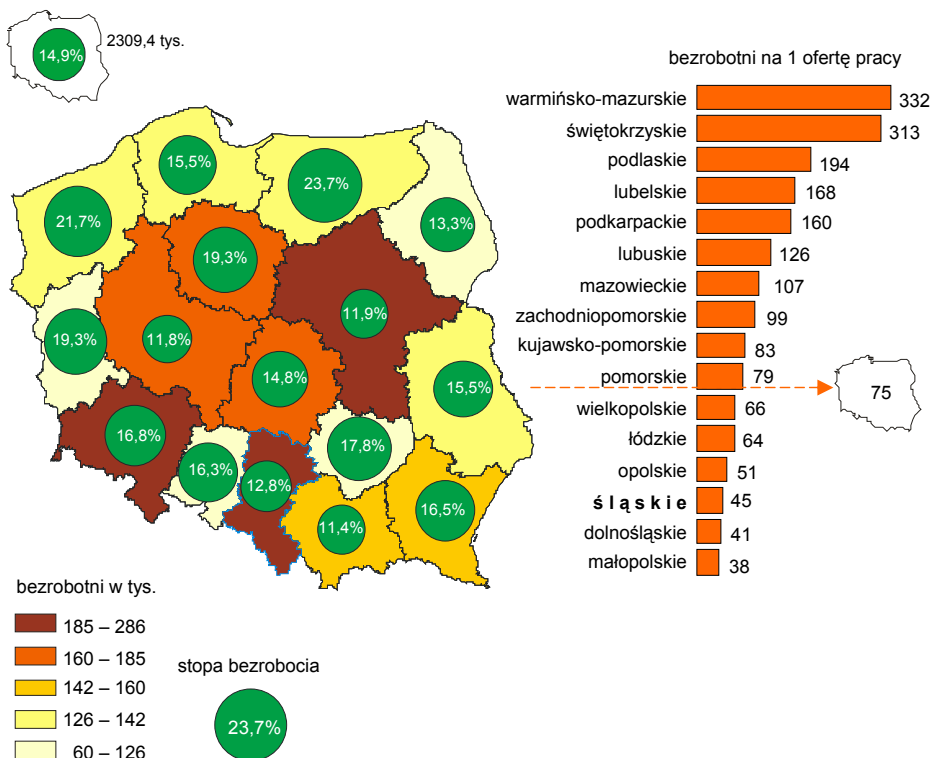 2309,4 tys.
14,9%
15,5%
23,7%
21,7%
13,3%
19,3%
11,9%
19,3%
11,8%
14,8%
15,5%
16,8%
17,8%
16,3%
12,8%
16,5%
11,4%
bezrobotni w tys.
185 – 286
160 – 185
142 – 160
126 – 142
60 – 126
stopa bezrobocia
23,7%
bezrobotni na 1 ofertę pracy
warmińsko-mazurskie 332
świętokrzyskie 313
podlaskie 194
lubelskie 168
podkarpackie 160
lubuskie 126
mazowieckie 107
zachodniopomorskie 99
kujawsko-pomorskie 83
pomorskie 79
75
wielkopolskie 66
łódzkie 64
opolskie 51
śląskie 45
dolnośląskie 41
małopolskie 38